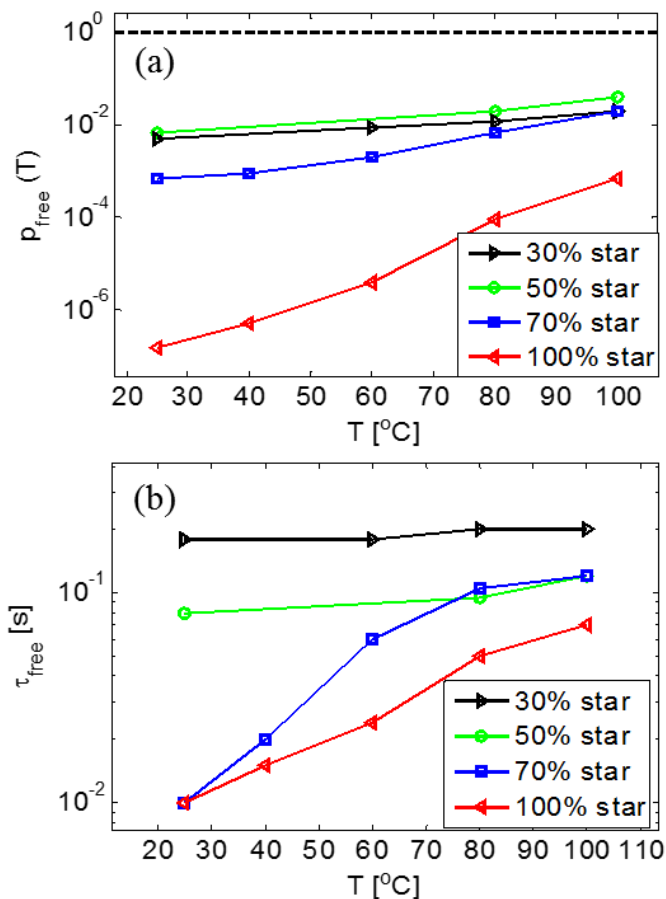 10^0
(a)
10^-2
p_free (T)
10^-4
10^-6
30% star
50% star
70% star
100% star
20 30 40 50 60 70 80 90 100
T [°C]
(b)
10^-1
τ_free [s]
10^-2
30% star
50% star
70% star
100% star
20 30 40 50 60 70 80 90 100 110
T [°C]